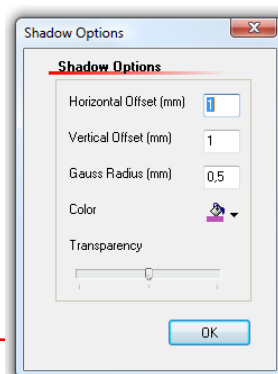 Shadow Options
Shadow Options
Horizontal Offset (mm) 1
Vertical Offset (mm) 1
Gauss Radius (mm) 0,5
Color
Transparency
OK